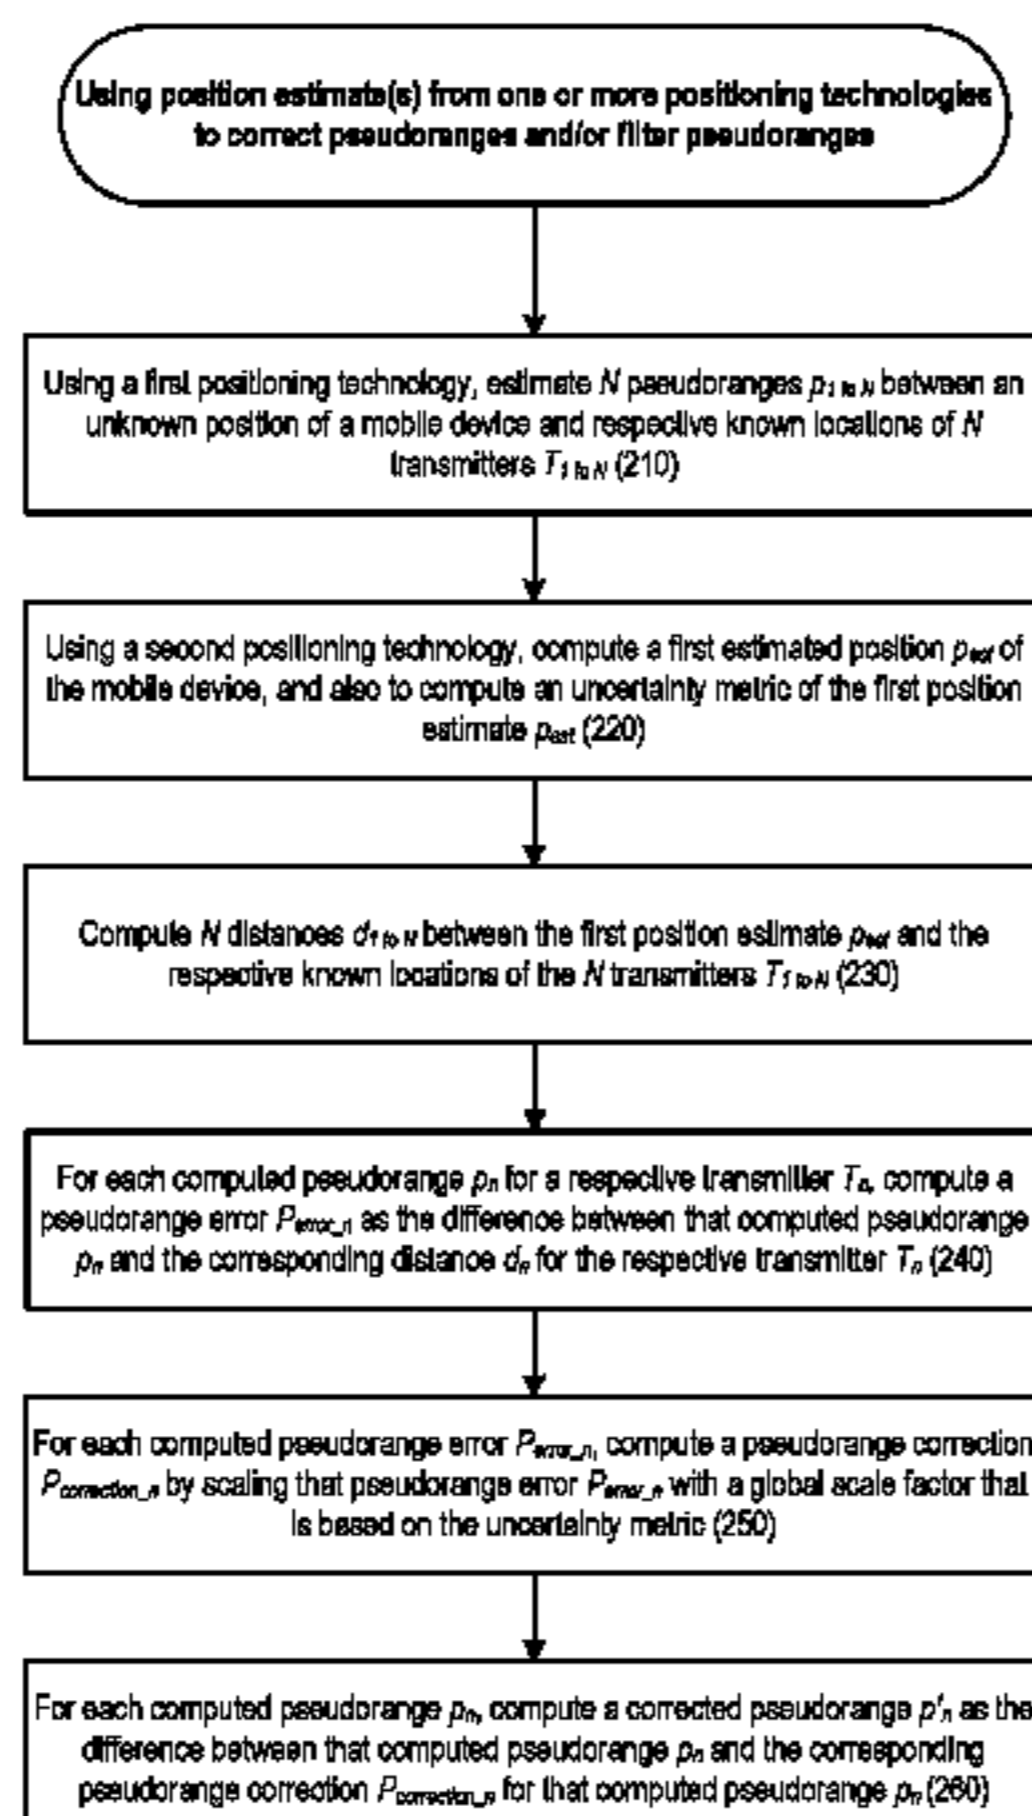 Using position estimate(s) from one or more positioning technologies
to correct pseudoranges and/or filter pseudoranges
Using a first positioning technology, estimate N pseudoranges p1 to N between an
unknown position of a mobile device and respective known locations of N
transmitters T1 to N (210)
Using a second positioning technology, compute a first estimated position pest of
the mobile device, and also to compute an uncertainty metric of the first position
estimate pest (220)
Compute N distances d1 to N between the first position estimate pest and the
respective known locations of the N transmitters T1 to N (230)
For each computed pseudorange pn for a respective transmitter Tn, compute a
pseudorange error Perror_n as the difference between that computed pseudorange
pn and the corresponding distance dn for the respective transmitter Tn (240)
For each computed pseudorange error Perror_n, compute a pseudorange correction
Pcorrection_n by scaling that pseudorange error Perror_n with a global scale factor that
is based on the uncertainty metric (250)
For each computed pseudorange pn, compute a corrected pseudorange p'n as the
difference between that computed pseudorange pn and the corresponding
pseudorange correction Pcorrection_n for that computed pseudorange pn (260)